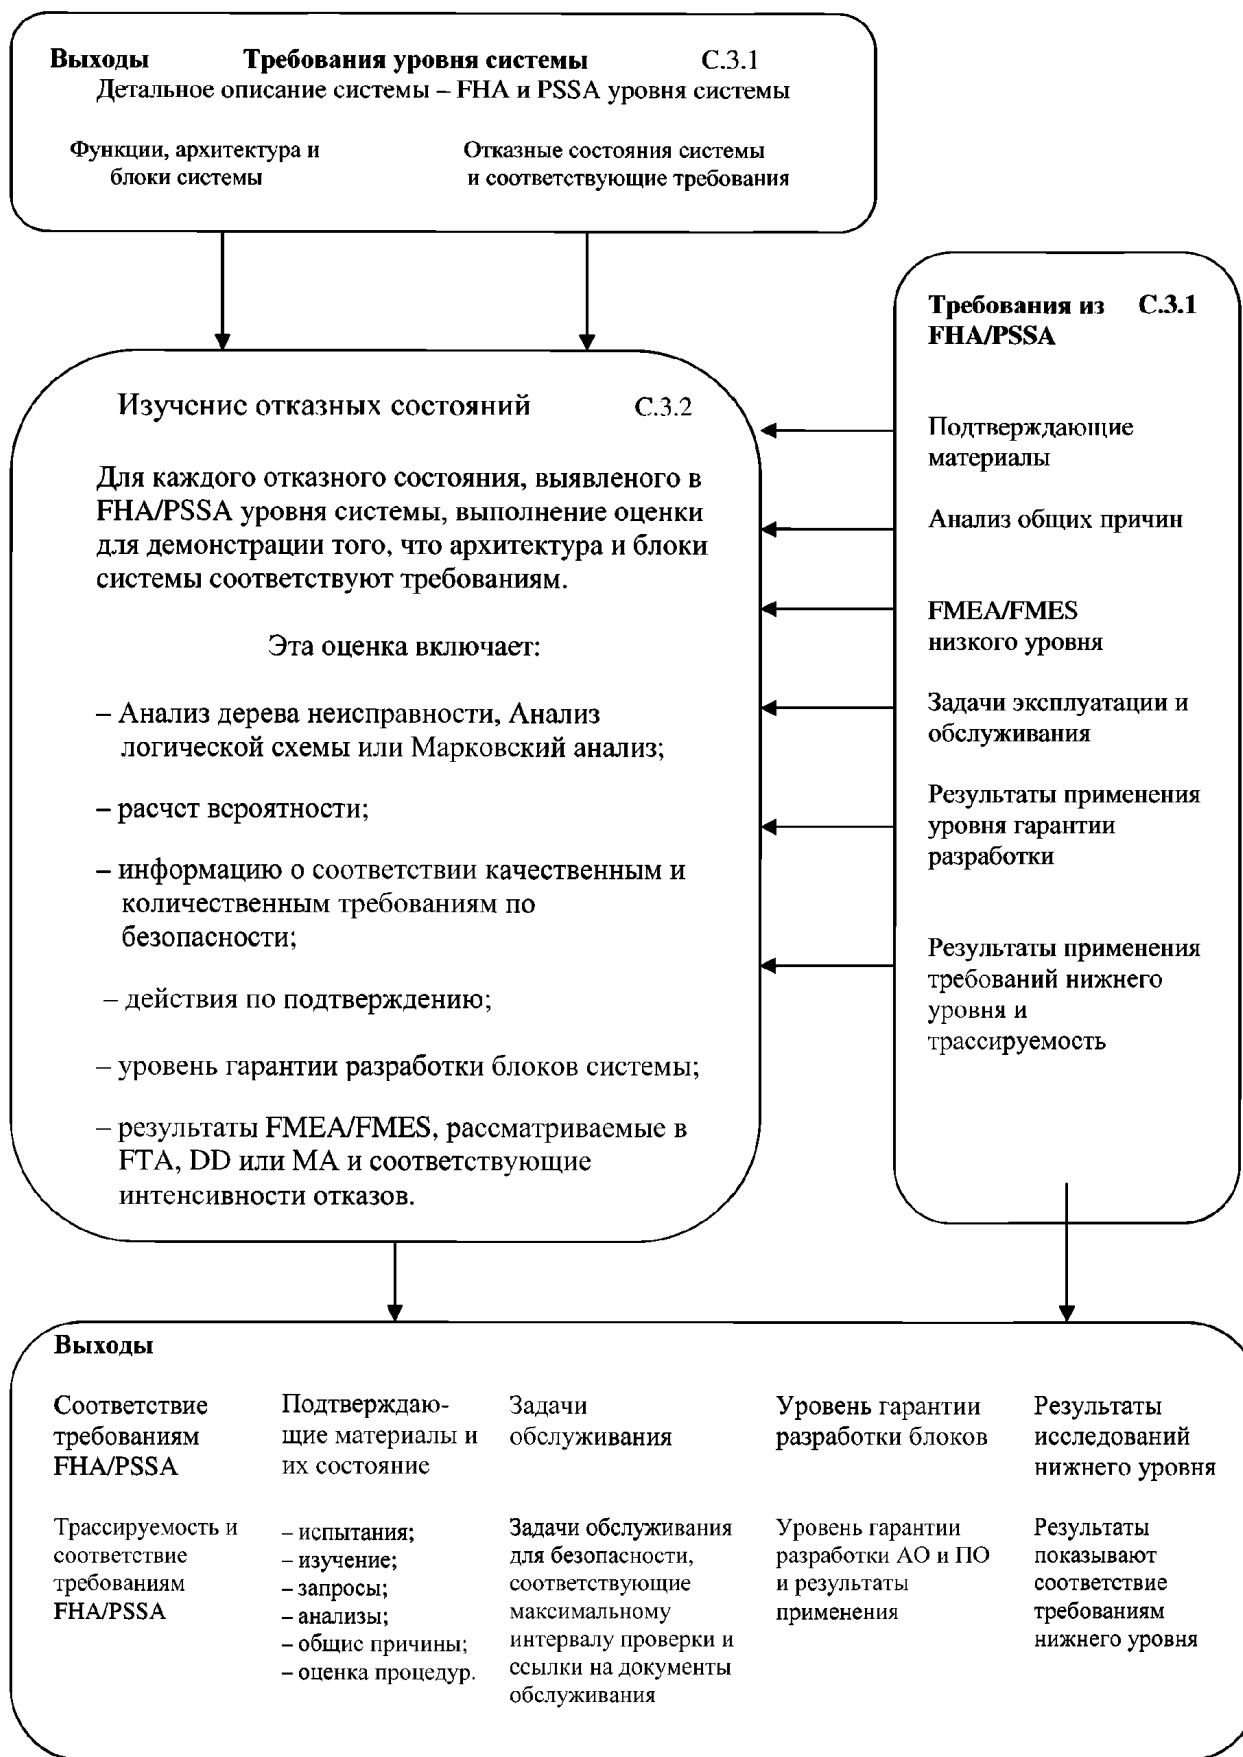 Выходы Требования уровня системы С.3.1
Детальное описание системы – FHA и PSSA уровня системы
Функции, архитектура и
блоки системы
Отказные состояния системы
и соответствующие требования
Требования из С.3.1
FHA/PSSA
Подтверждающие
материалы
Анализ общих причин
FMEA/FMES
низкого уровня
Задачи эксплуатации и
обслуживания
Результаты применения
уровня гарантии
разработки
Результаты применения
требований нижнего
уровня и
трассируемость
Изучение отказных состояний С.3.2
Для каждого отказного состояния, выявленого в
FHA/PSSA уровня системы, выполнение оценки
для демонстрации того, что архитектура и блоки
системы соответствуют требованиям.
Эта оценка включает:
– Анализ дерева неисправности, Анализ
логической схемы или Марковский анализ;
– расчет вероятности;
– информацию о соответствии качественным и
количественным требованиям по
безопасности;
– действия по подтверждению;
– уровень гарантии разработки блоков системы;
– результаты FMEA/FMES, рассматриваемые в
FTA, DD или МА и соответствующие
интенсивности отказов.
Выходы
Соответствие
требованиям
FHA/PSSA
Подтверждаю-
щие материалы и
их состояние
Задачи
обслуживания
Уровень гарантии
разработки блоков
Результаты
исследований
нижнего уровня
Трассируемость и
соответствие
требованиям
FHA/PSSA
– испытания;
– изучение;
– запросы;
– анализы;
– общие причины;
– оценка процедур.
Задачи обслуживания
для безопасности,
соответствующие
максимальному
интервалу проверки и
ссылки на документы
обслуживания
Уровень гарантии
разработки АО и ПО
и результаты
применения
Результаты
показывают
соответствие
требованиям
нижнего уровня